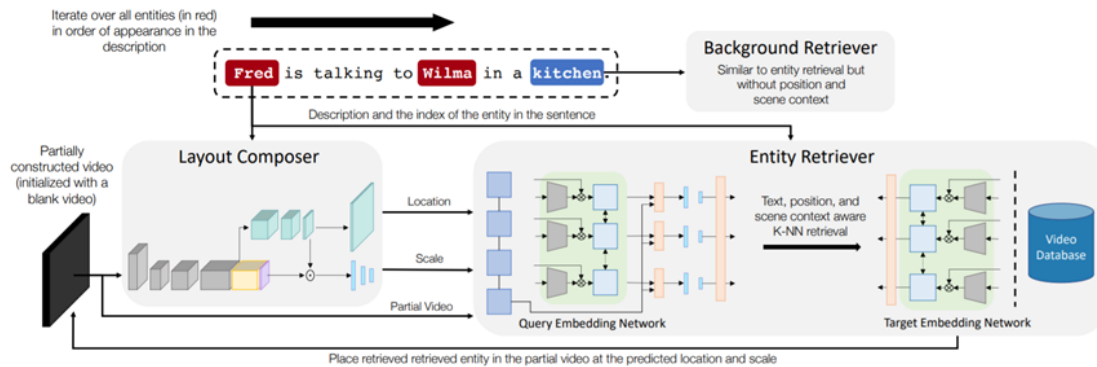 Iterate over all entities (in red)
in order of appearance in the
description
Fred is talking to Wilma in a kitchen.
Background Retriever
Similar to entity retrieval but
without position and
scene context
Description and the index of the entity in the sentence
Partially
constructed video
(initialized with a
blank video)
Layout Composer
Location
Scale
Partial Video
Entity Retriever
Text, position, and
scene context aware
K-NN retrieval
Video
Database
Query Embedding Network
Target Embedding Network
Place retrieved retrieved entity in the partial video at the predicted location and scale